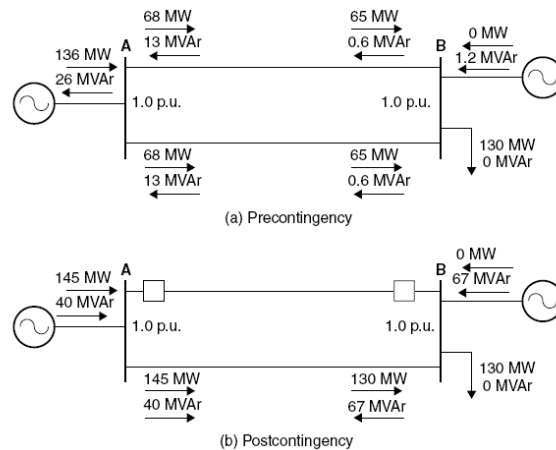 68 MW
65 MW
0 MW
A
B
136 MW
13 MVAr
0.6 MVAr
1.2 MVAr
26 MVAr
1.0 p.u.
1.0 p.u.
68 MW
65 MW
130 MW
13 MVAr
0.6 MVAr
0 MVAr
(a) Precontingency
A
B
0 MW
145 MW
67 MVAr
40 MVAr
1.0 p.u.
1.0 p.u.
145 MW
130 MW
130 MW
40 MVAr
67 MVAr
0 MVAr
(b) Postcontingency